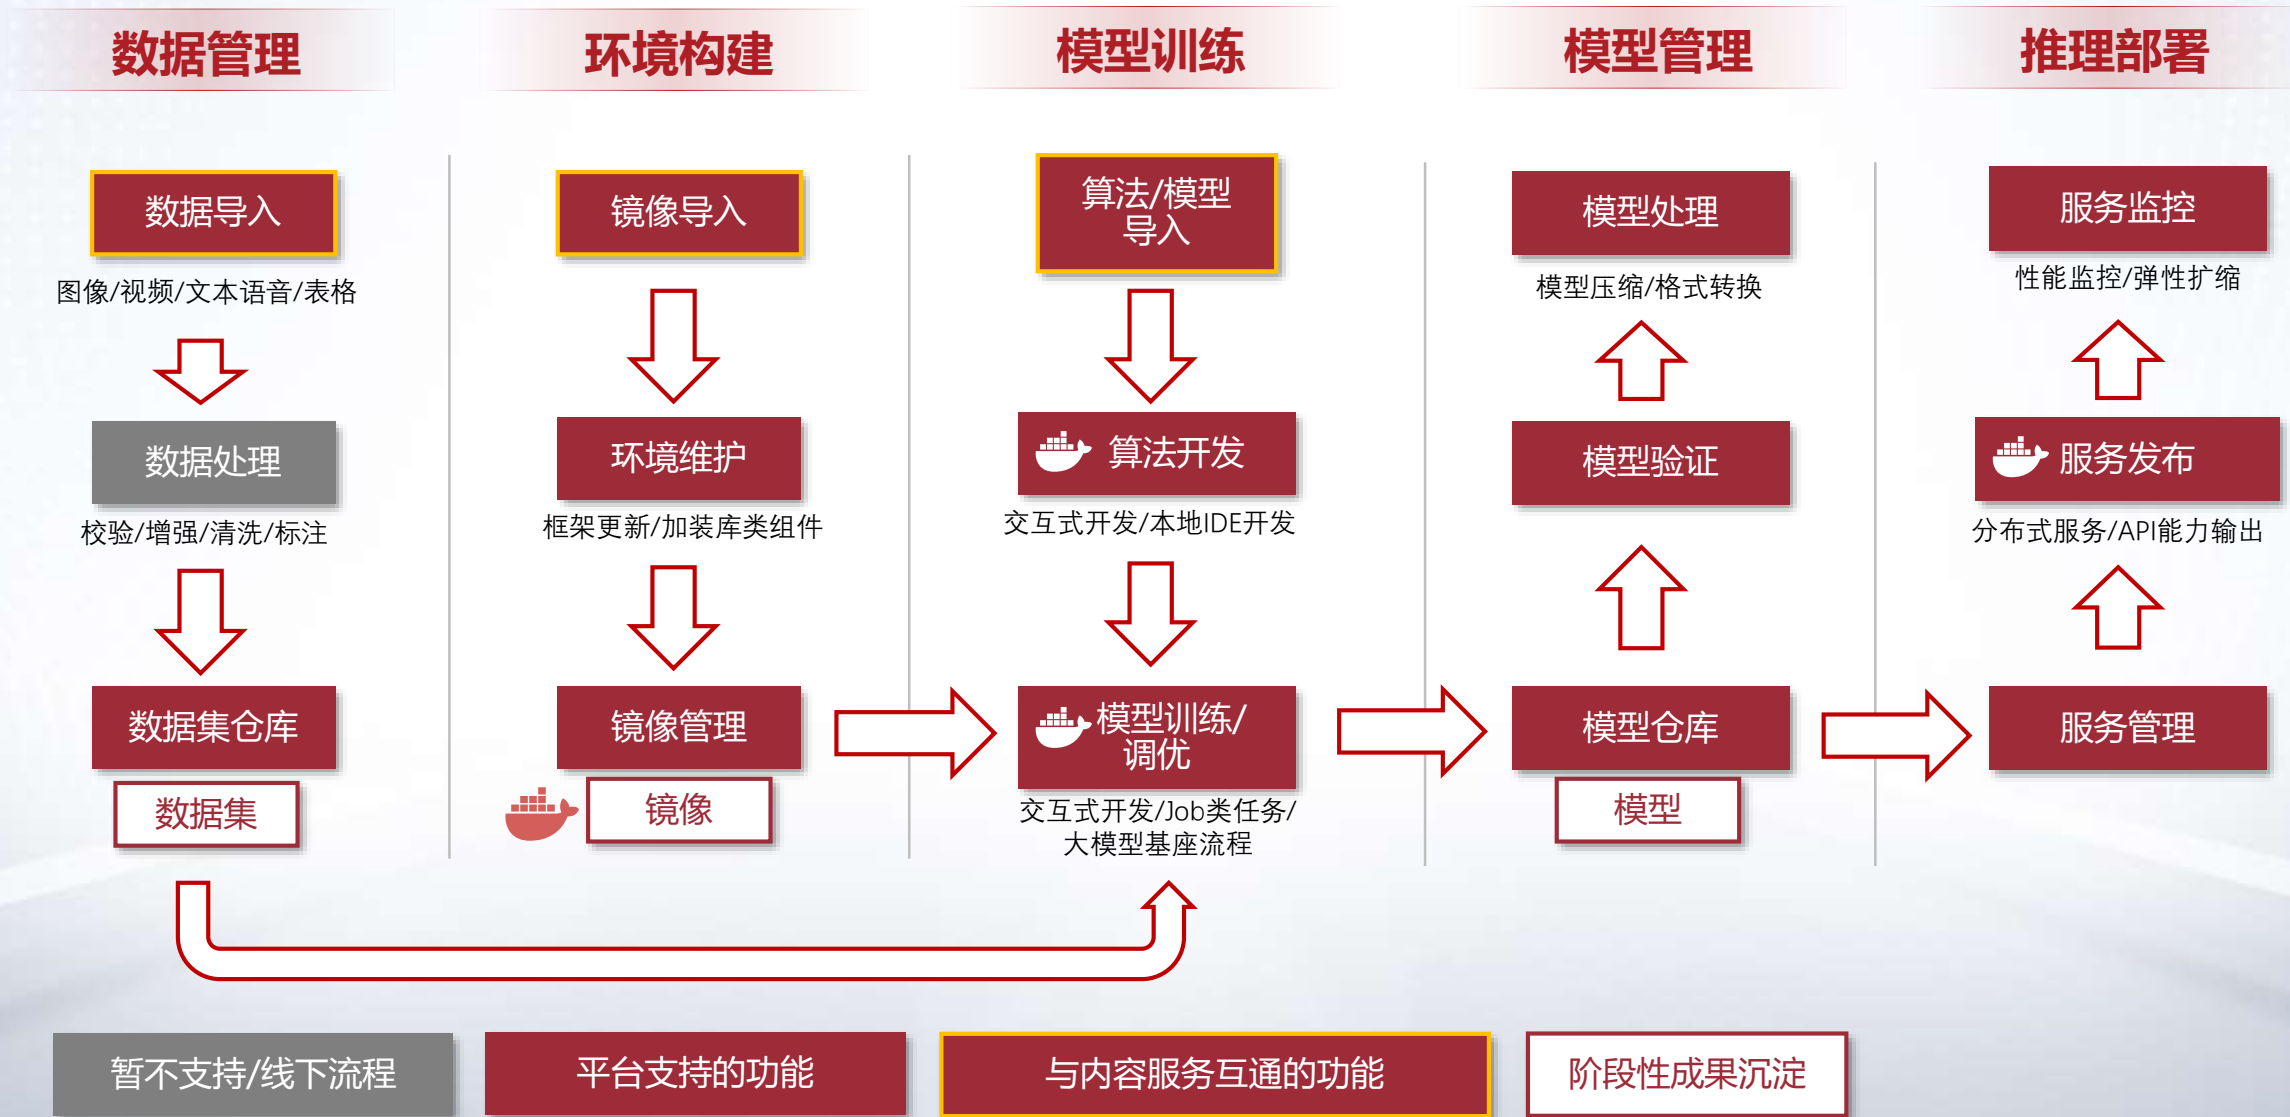 数据管理
环境构建
模型训练
模型管理
推理部署
数据导入
图像/视频/文本语音/表格
数据处理
校验/增强/清洗/标注
数据集仓库
数据集
镜像导入
环境维护
框架更新/加装库类组件
镜像管理
镜像
算法/模型
导入
算法开发
交互式开发/本地IDE开发
模型训练/
调优
交互式开发/Job类任务/
大模型基座流程
模型处理
模型压缩/格式转换
模型验证
模型仓库
模型
服务监控
性能监控/弹性扩缩
服务发布
分布式服务/API能力输出
服务管理
暂不支持/线下流程
平台支持的功能
与内容服务互通的功能
阶段性成果沉淀